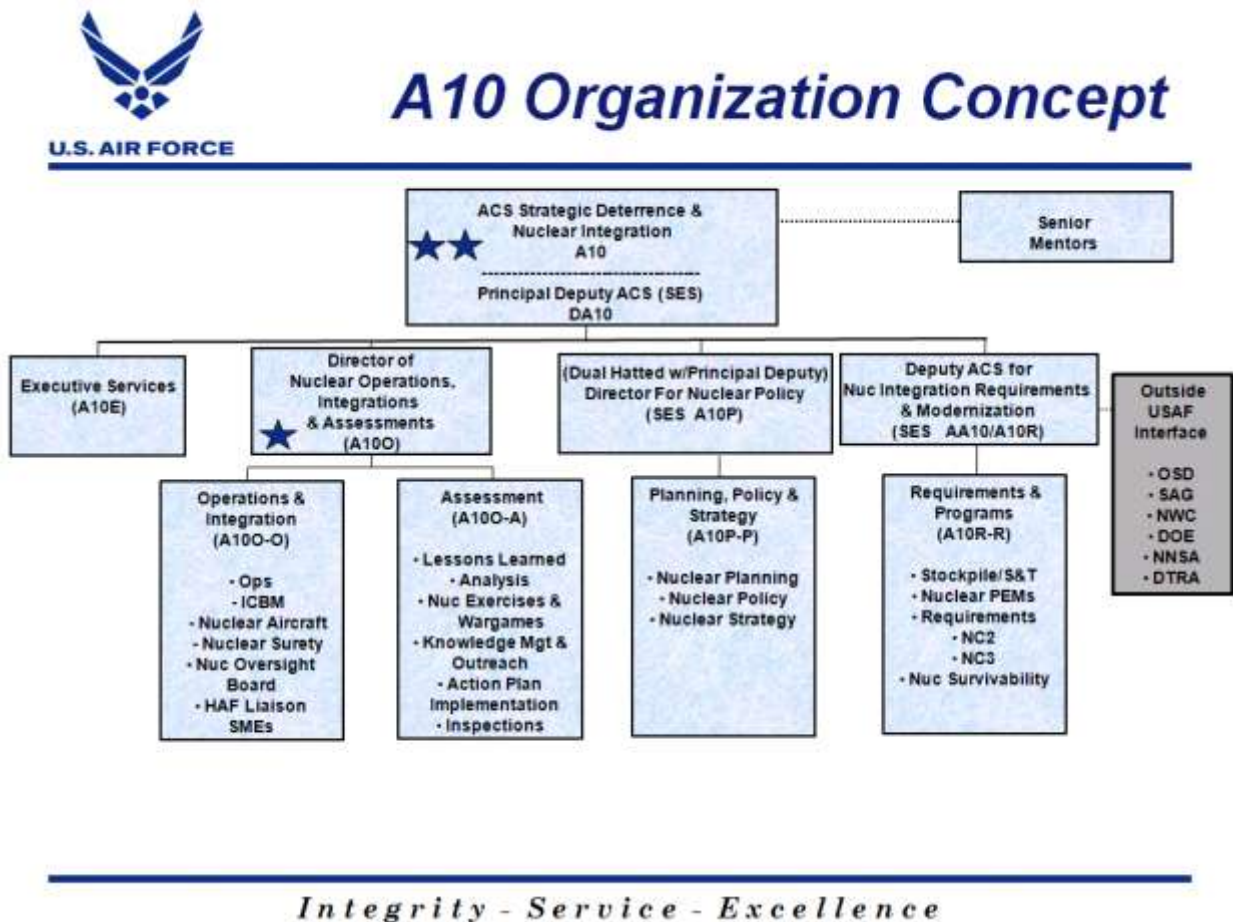 U.S. AIR FORCE
A10 Organization Concept
ACS Strategic Deterrence &
Nuclear Integration
A10
Principal Deputy ACS (SES)
DA10
Senior
Mentors
Executive Services
(A10E)
Director of
Nuclear Operations,
Integrations
& Assessments
(A10O)
(Dual Hatted w/Principal Deputy)
Director For Nuclear Policy
(SES A10P)
Deputy ACS for
Nuc Integration Requirements
& Modernization
(SES AA10/A10R)
Outside
USAF
Interface
• OSD
• SAG
• NWC
• DOE
• NNSA
• DTRA
Operations &
Integration
(A10O-O)
• Ops
• ICBM
• Nuclear Aircraft
• Nuclear Surety
• Nuc Oversight
Board
• HAF Liaison
SMEs
Assessment
(A10O-A)
• Lessons Learned
• Analysis
• Nuc Exercises &
Wargames
• Knowledge Mgt &
Outreach
• Action Plan
Implementation
• Inspections
Planning, Policy &
Strategy
(A10P-P)
• Nuclear Planning
• Nuclear Policy
• Nuclear Strategy
Requirements &
Programs
(A10R-R)
• Stockpile/S&T
• Nuclear PEMs
• Requirements
• NC2
• NC3
• Nuc Survivability
Integrity - Service - Excellence